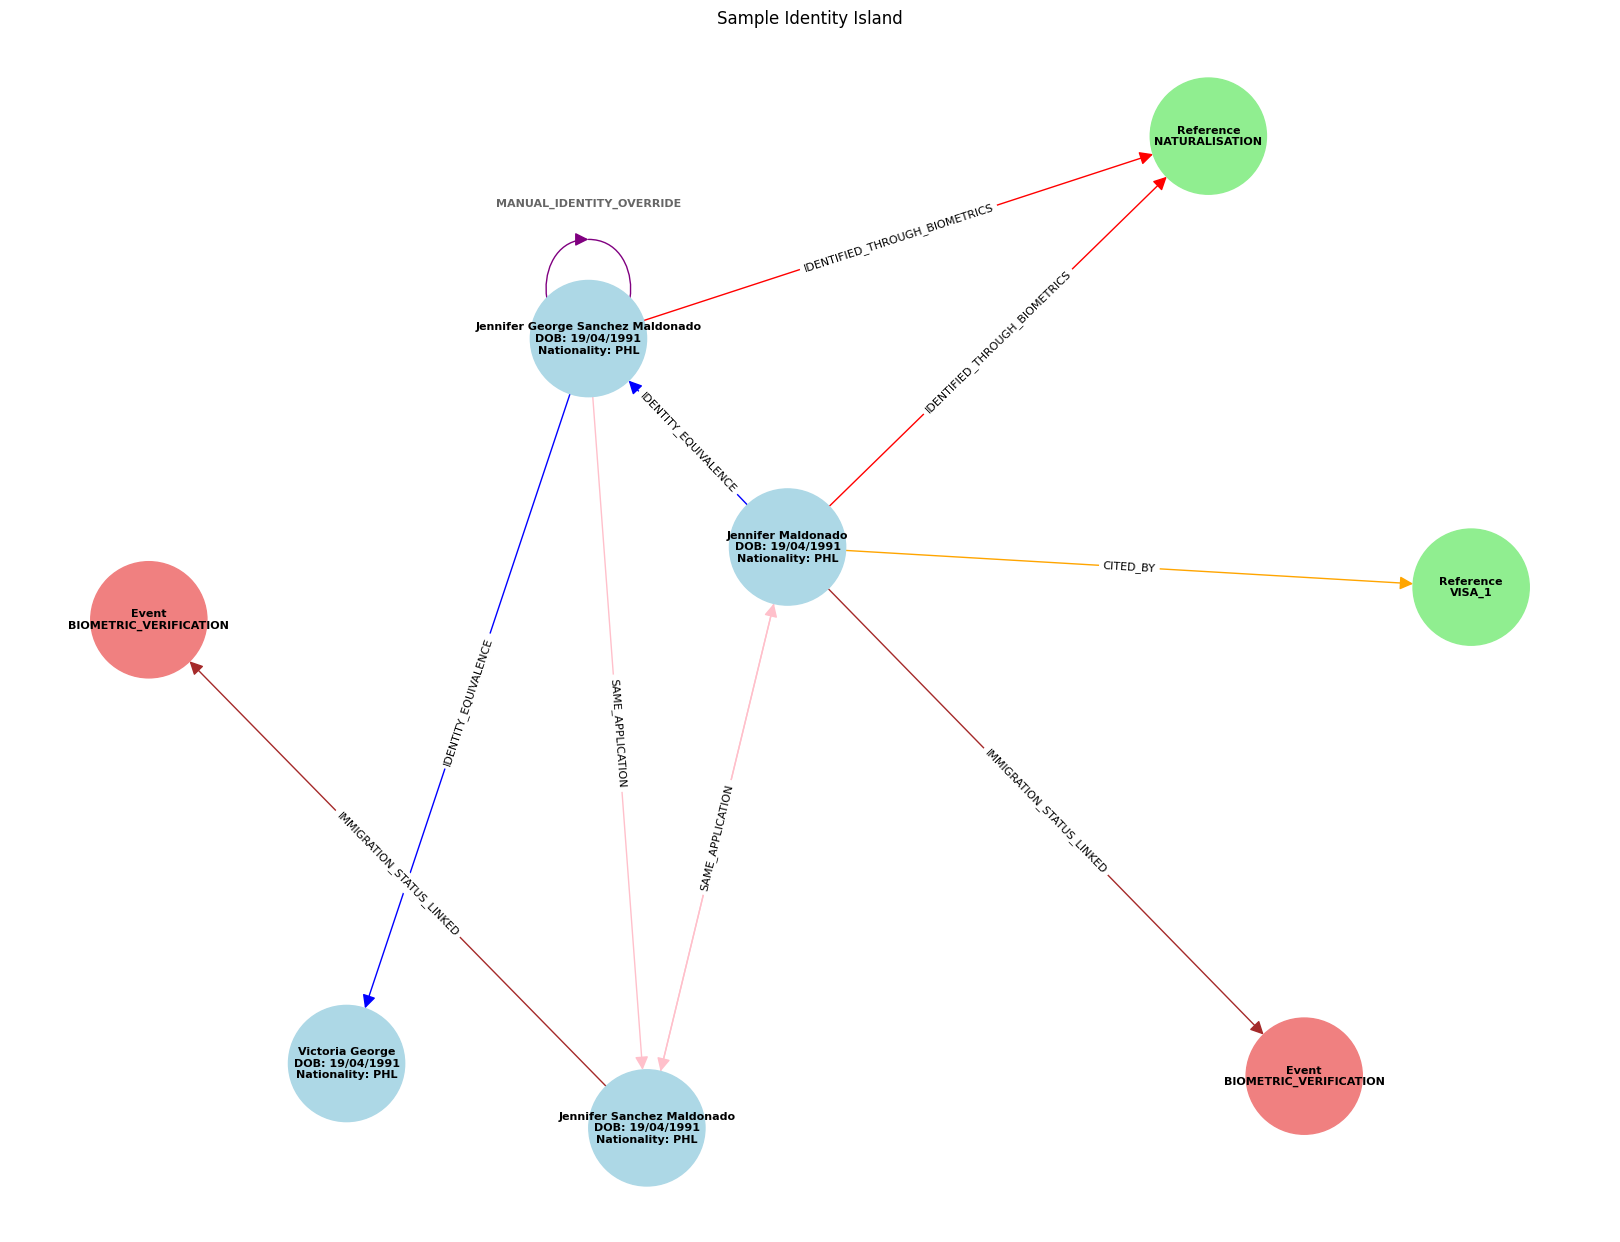 Sample Identity Island
Reference
NATURALISATION
MANUAL_IDENTITY_OVERRIDE
IDENTIFIED_THROUGH_BIOMETRICS
Jennifer George Sanchez Maldonado
DOB: 19/04/1991
Nationality: PHL
IDENTIFIED_THROUGH_BIOMETRICS
IDENTITY_EQUIVALENCE
Jennifer Maldonado
DOB: 19/04/1991
Nationality: PHL
CITED_BY
Reference
VISA_1
Event
BIOMETRIC_VERIFICATION
IDENTITY_EQUIVALENCE
SAME_APPLICATION
SAME_APPLICATION
IMMIGRATION_STATUS_LINKED
IMMIGRATION_STATUS_LINKED
Victoria George
DOB: 19/04/1991
Nationality: PHL
Event
BIOMETRIC_VERIFICATION
Jennifer Sanchez Maldonado
DOB: 19/04/1991
Nationality: PHL